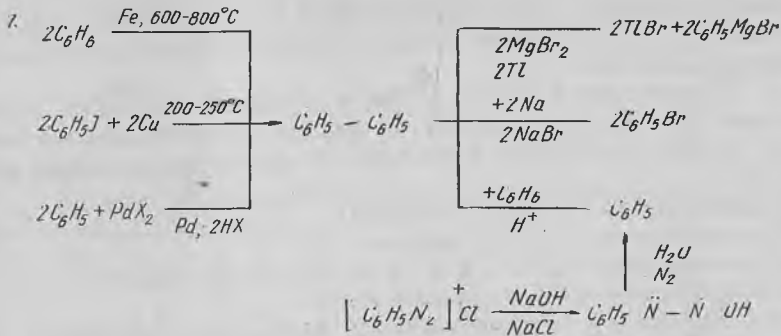 7.
2C₆H₆ Fe, 600-800°C 2MgBr₂ 2TlBr + 2C₆H₅MgBr
2Tl
2C₆H₅J + 2Cu 200-250°C C₆H₅ - C₆H₅ +2Na 2NaBr 2C₆H₅Br
2C₆H₅ + PdX₂ Pd, 2HX +C₆H₆ H⁺ C₆H₅
H₂O
N₂
[C₆H₅N₂]⁺Cl NaOH NaCl C₆H₅ N̈ - N OH